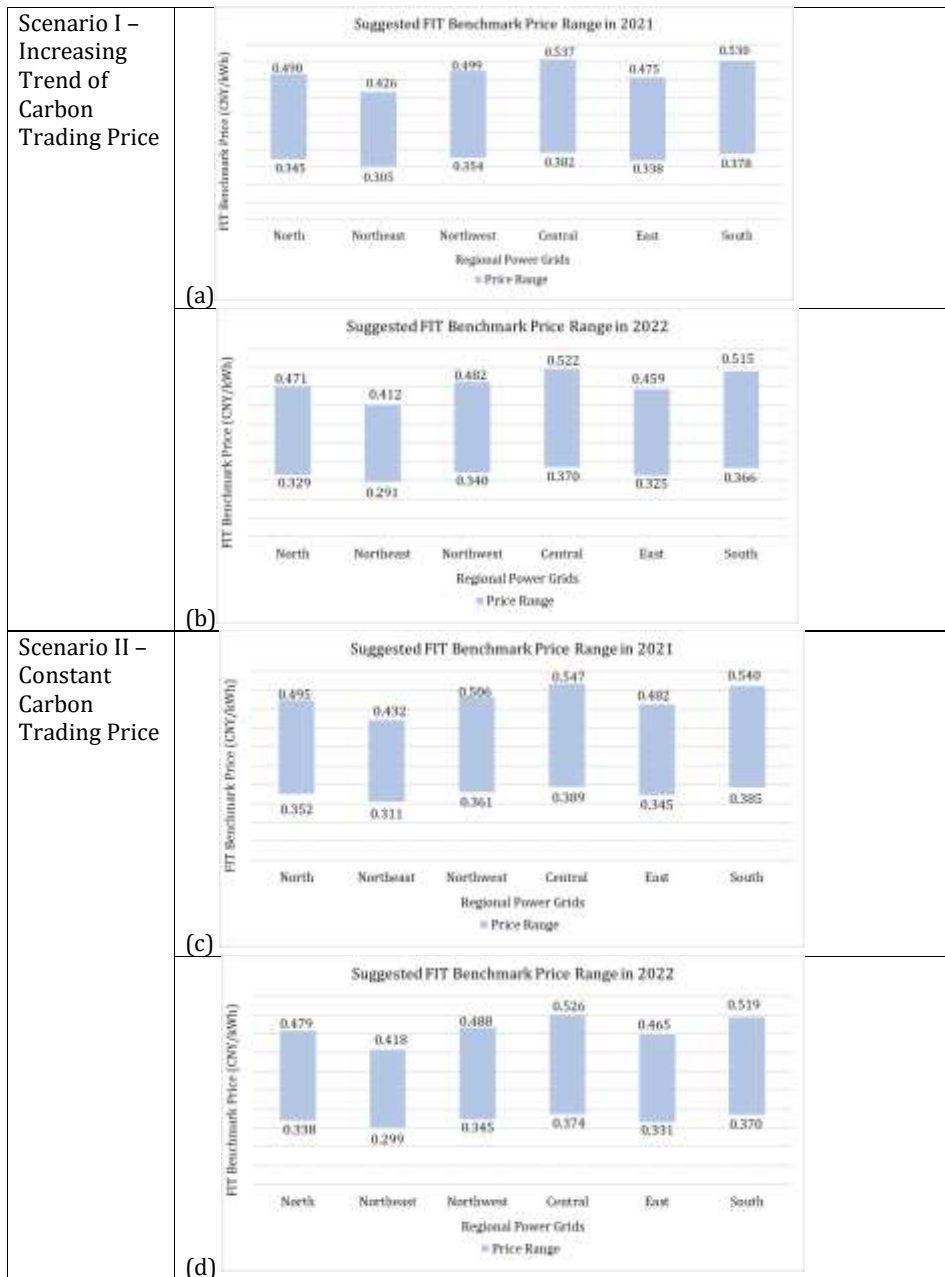 Scenario I –
Increasing
Trend of
Carbon
Trading Price
Suggested FIT Benchmark Price Range in 2021
FIT Benchmark Price (CNY/kWh)
0.490 0.426 0.499 0.537 0.475 0.530
0.345 0.305 0.354 0.382 0.338 0.378
North Northeast Northwest Central East South
Regional Power Grids
Price Range
(a)
Suggested FIT Benchmark Price Range in 2022
FIT Benchmark Price (CNY/kWh)
0.471 0.412 0.482 0.522 0.459 0.515
0.329 0.291 0.340 0.370 0.325 0.366
North Northeast Northwest Central East South
Regional Power Grids
Price Range
(b)
Scenario II –
Constant
Carbon
Trading Price
Suggested FIT Benchmark Price Range in 2021
FIT Benchmark Price (CNY/kWh)
0.495 0.432 0.506 0.547 0.482 0.540
0.352 0.311 0.361 0.389 0.345 0.385
North Northeast Northwest Central East South
Regional Power Grids
Price Range
(c)
Suggested FIT Benchmark Price Range in 2022
FIT Benchmark Price (CNY/kWh)
0.479 0.418 0.488 0.526 0.465 0.519
0.338 0.299 0.345 0.374 0.331 0.370
North Northeast Northwest Central East South
Regional Power Grids
Price Range
(d)